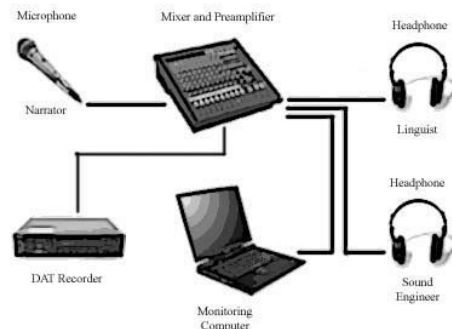 Microphone
Mixer and Preamplifier
Headphone
Narrator
Linguist
Headphone
DAT Recorder
Monitoring
Computer
Sound
Engineer